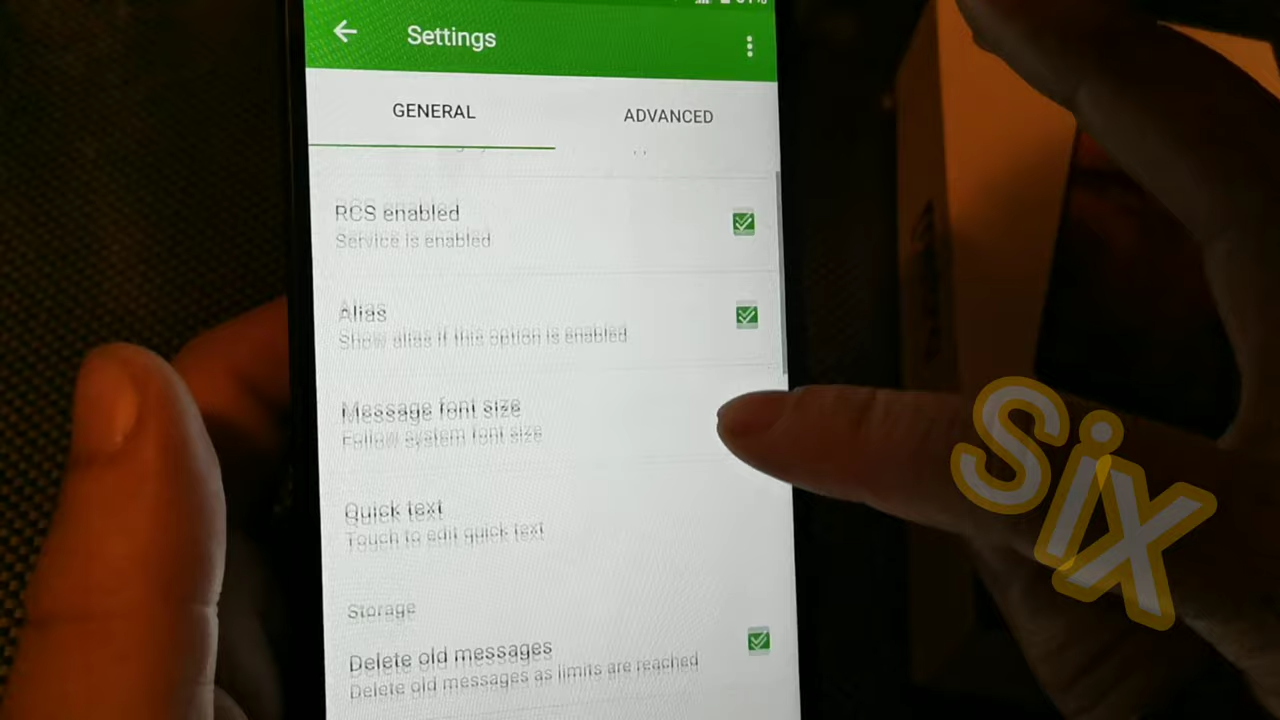 Settings
GENERAL
ADVANCED
RCS enabled
Service is enabled
Alias
Show alias if this option is enabled
Message font size
Follow system font size
Quick text
Touch to edit quick text
Storage
Delete old messages
Delete old messages as limits are reached
Six